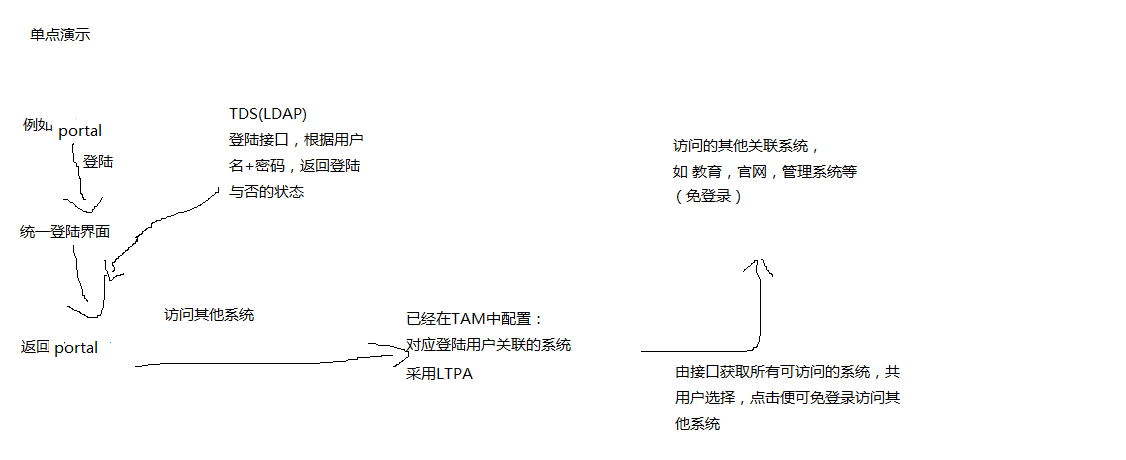 单点演示
例如 portal
登陆
统一登陆界面
返回 portal
TDS(LDAP)
登陆接口，根据用户
名+密码，返回登陆
与否的状态
访问其他系统
已经在TAM中配置：
对应登陆用户关联的系统
采用LTPA
访问的其他关联系统，
如 教育，官网，管理系统等
（免登录）
由接口获取所有可访问的系统，共
用户选择，点击便可免登录访问其
他系统